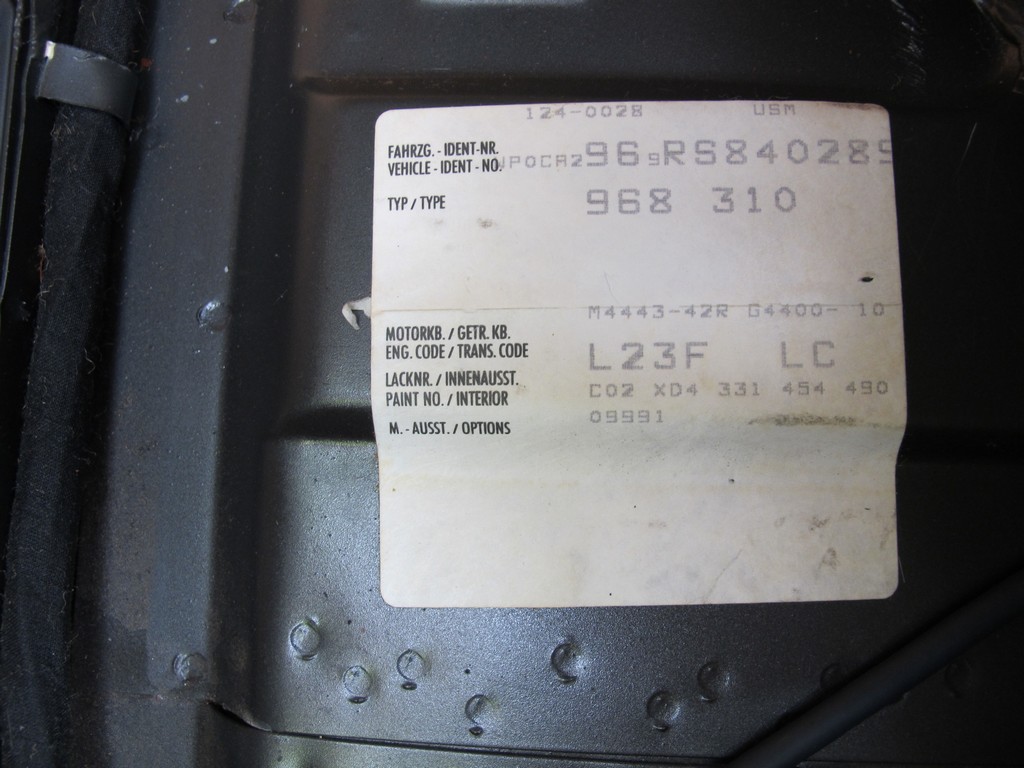 124-0028 USM
FAHRZG. - IDENT-NR.
VEHICLE - IDENT - NO. WP0CA2969RS840289
TYP / TYPE 968 310
M4443-42R G4400- 10
MOTORKB. / GETR. KB.
ENG. CODE / TRANS. CODE L23F LC
LACKNR. / INNENAUSST.
PAINT NO. / INTERIOR C02 XD4 331 454 490
M. - AUSST. / OPTIONS 09991